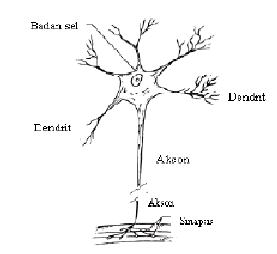 Badan sel
Dendrit
Dendrit
Akson
Akson
Sinapsis